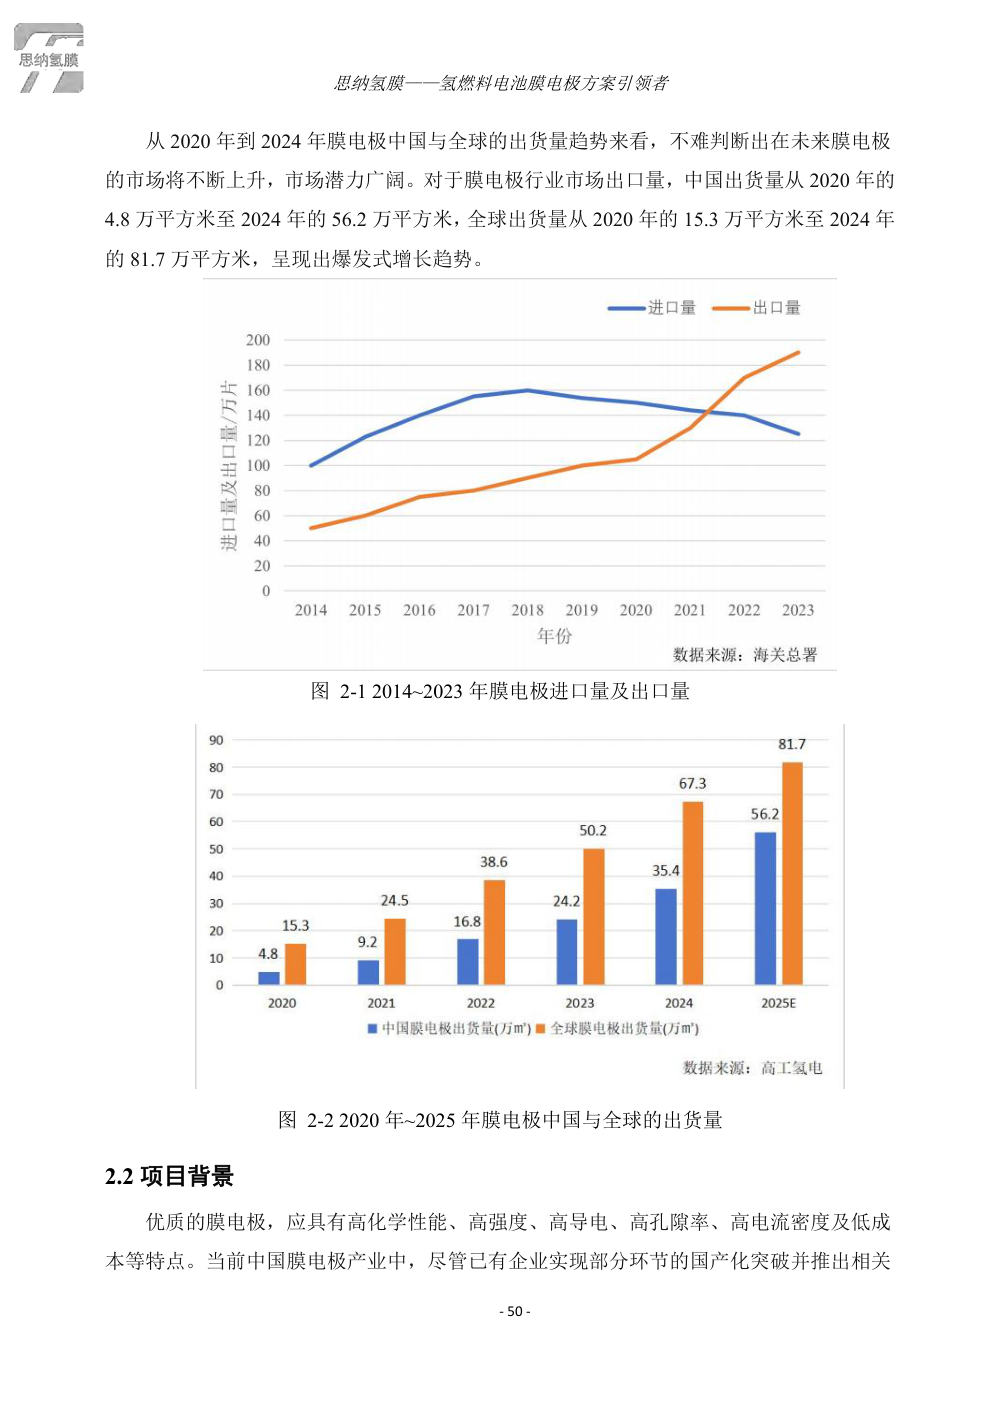 思纳氢膜
思纳氢膜——氢燃料电池膜电极方案引领者
从 2020 年到 2024 年膜电极中国与全球的出货量趋势来看，不难判断出在未来膜电极
的市场将不断上升，市场潜力广阔。对于膜电极行业市场出口量，中国出货量从 2020 年的
4.8 万平方米至 2024 年的 56.2 万平方米，全球出货量从 2020 年的 15.3 万平方米至 2024 年
的 81.7 万平方米，呈现出爆发式增长趋势。
进口量 出口量
200
180
160
140
120
100
80
60
40
20
0
进口量及出口量/万片
2014 2015 2016 2017 2018 2019 2020 2021 2022 2023
年份
数据来源：海关总署
图 2-1 2014~2023 年膜电极进口量及出口量
90
80
70
60
50
40
30
20
10
0
4.8 15.3 9.2 24.5 16.8 38.6 24.2 50.2 35.4 67.3 56.2 81.7
2020 2021 2022 2023 2024 2025E
中国膜电极出货量(万㎡) 全球膜电极出货量(万㎡)
数据来源：高工氢电
图 2-2 2020 年~2025 年膜电极中国与全球的出货量
2.2 项目背景
优质的膜电极，应具有高化学性能、高强度、高导电、高孔隙率、高电流密度及低成
本等特点。当前中国膜电极产业中，尽管已有企业实现部分环节的国产化突破并推出相关
- 50 -